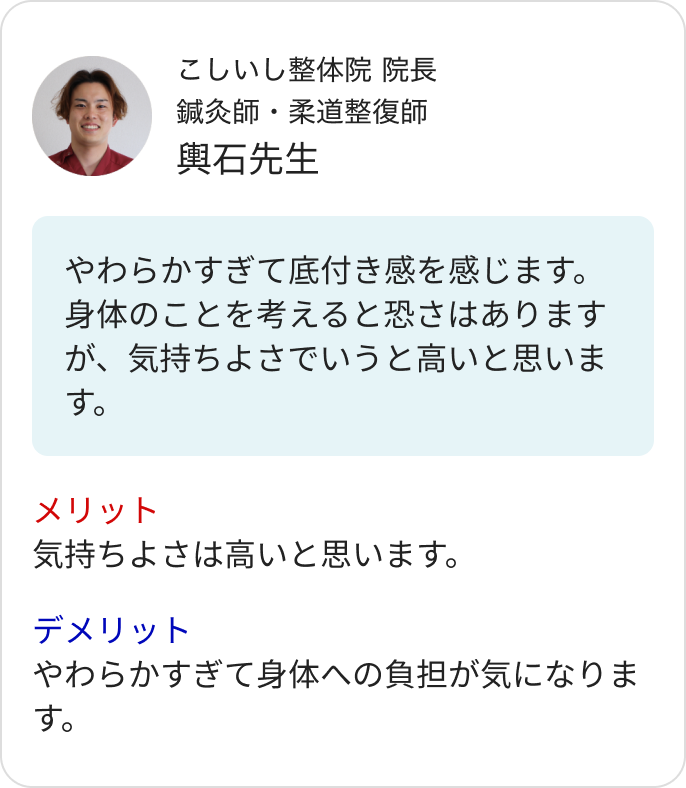 こしいし整体院 院長
鍼灸師・柔道整復師
輿石先生
やわらかすぎて底付き感を感じます。
身体のことを考えると恐さはあります
が、気持ちよさでいうと高いと思いま
す。
メリット
気持ちよさは高いと思います。
デメリット
やわらかすぎて身体への負担が気になりま
す。